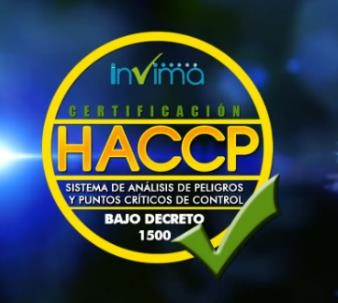 invima
CERTIFICACIÓN
HACCP
SISTEMA DE ANÁLISIS DE PELIGROS
Y PUNTOS CRÍTICOS DE CONTROL
BAJO DECRETO
1500